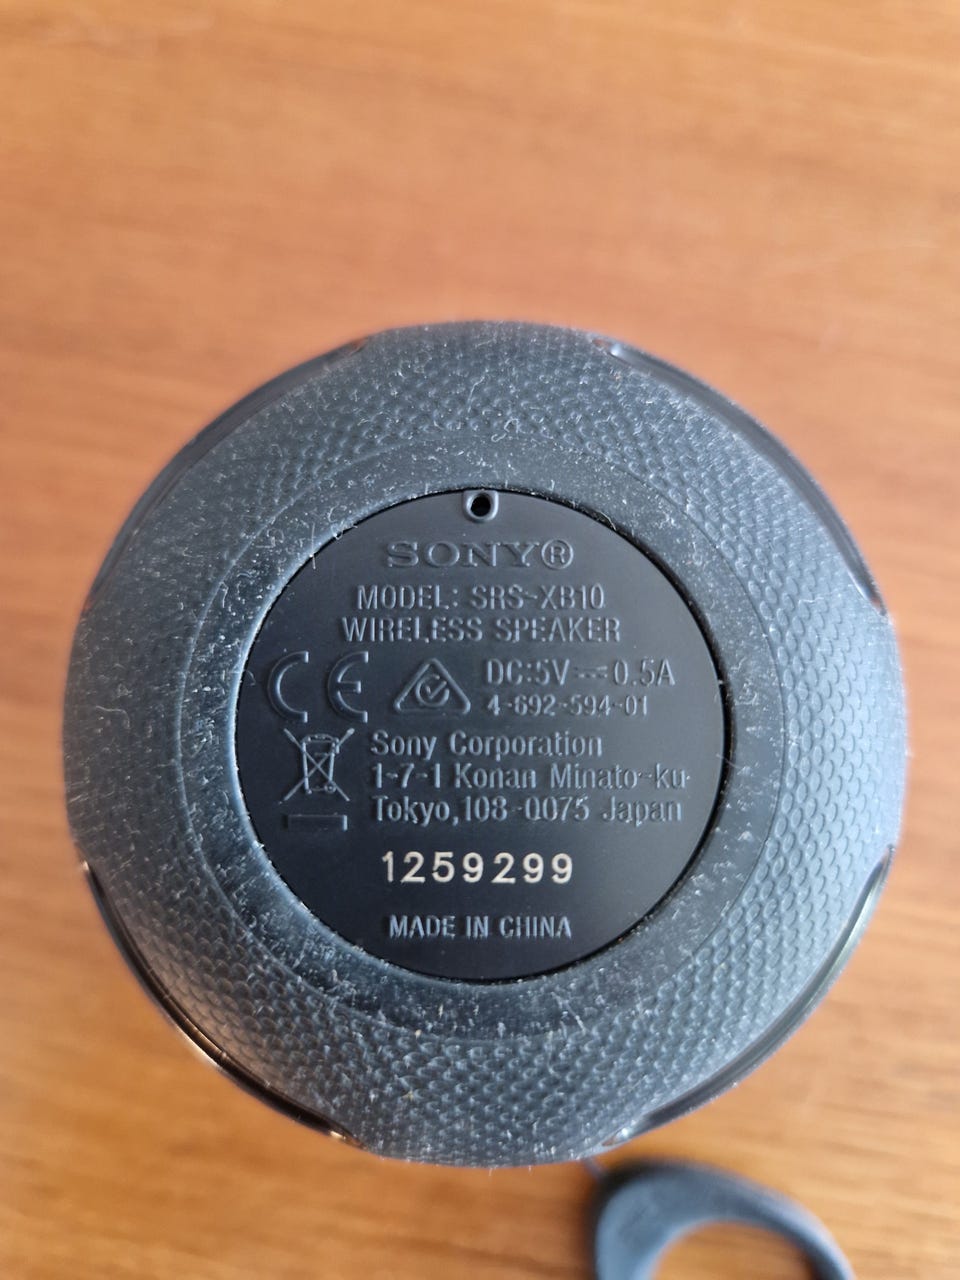 SONY®
MODEL: SRS-XB10
WIRELESS SPEAKER
CE DC:5V⎓0.5A
4-692-594-01
Sony Corporation
1-7-1 Konan Minato-ku
Tokyo,108-0075 Japan
1259299
MADE IN CHINA